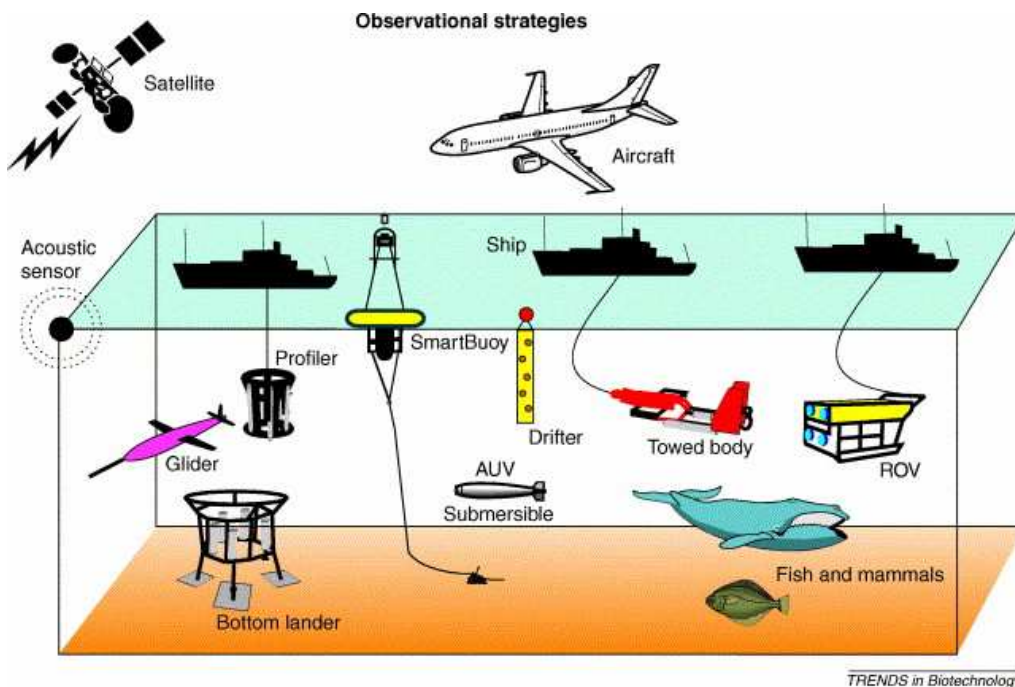 Observational strategies
Satellite
Aircraft
Acoustic
sensor
Ship
SmartBuoy
Profiler
Drifter
Towed body
ROV
Glider
AUV
Submersible
Fish and mammals
Bottom lander
TRENDS in Biotechnolog